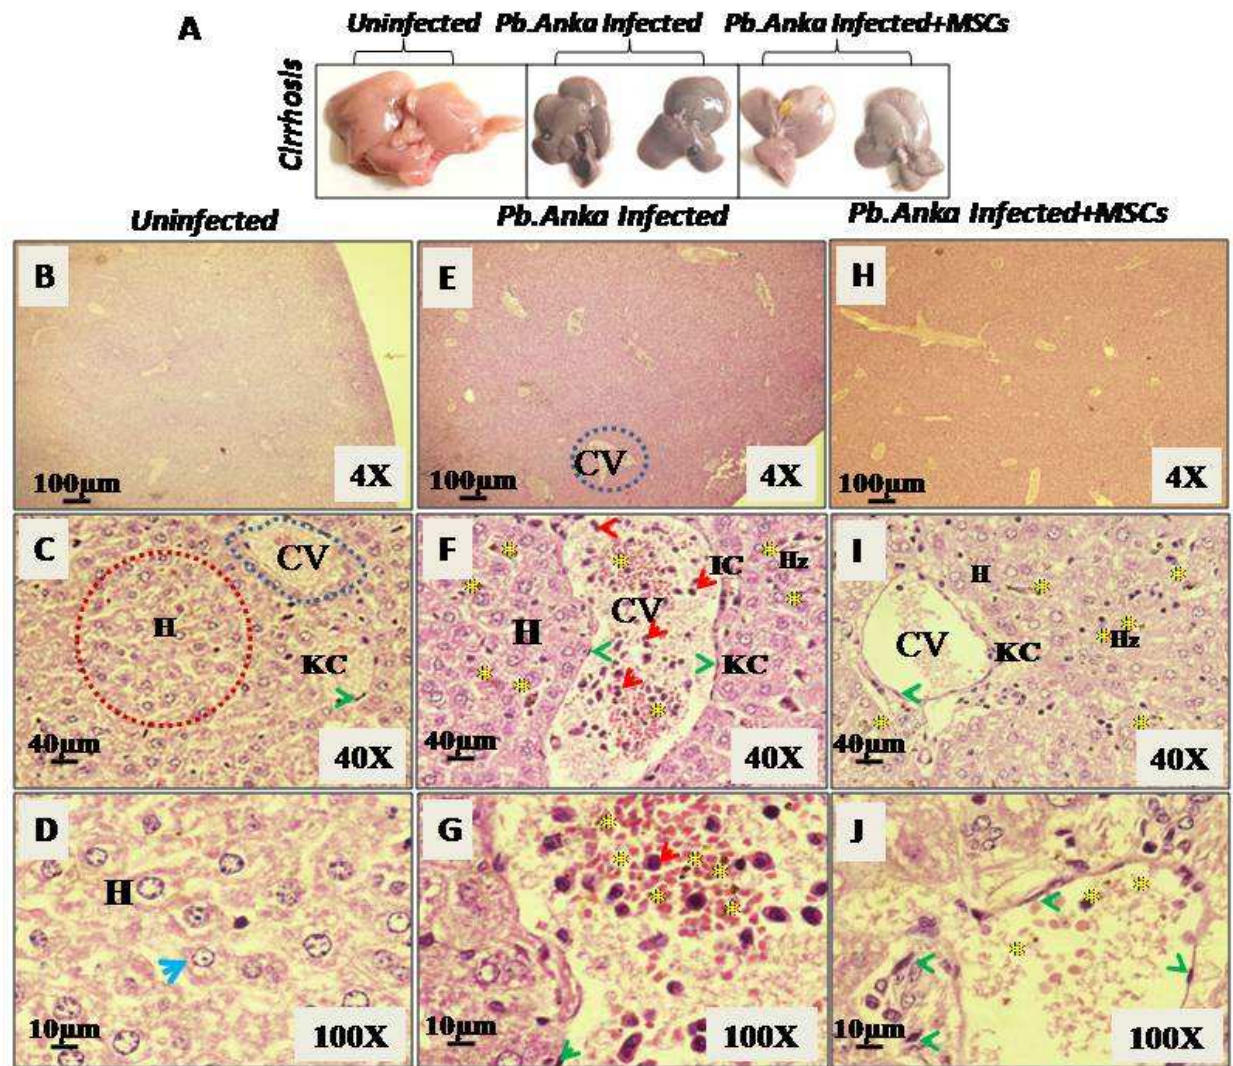 A
Uninfected Pb.Anka Infected Pb.Anka Infected+MSCs
Cirrhosis
Uninfected Pb.Anka Infected Pb.Anka Infected+MSCs
B
100µm
4X
E
CV
100µm
4X
H
100µm
4X
C
CV
H
KC
40µm
40X
F
IC
Hz
CV
H
KC
40µm
40X
I
H
CV
KC
Hz
40µm
40X
D
H
10µm
100X
G
10µm
100X
J
10µm
100X